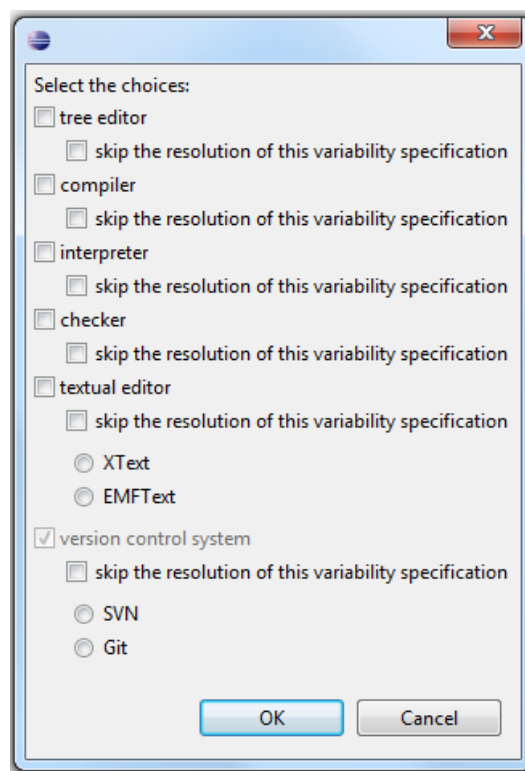 Select the choices:
tree editor
skip the resolution of this variability specification
compiler
skip the resolution of this variability specification
interpreter
skip the resolution of this variability specification
checker
skip the resolution of this variability specification
textual editor
skip the resolution of this variability specification
XText
EMFText
version control system
skip the resolution of this variability specification
SVN
Git
OK Cancel